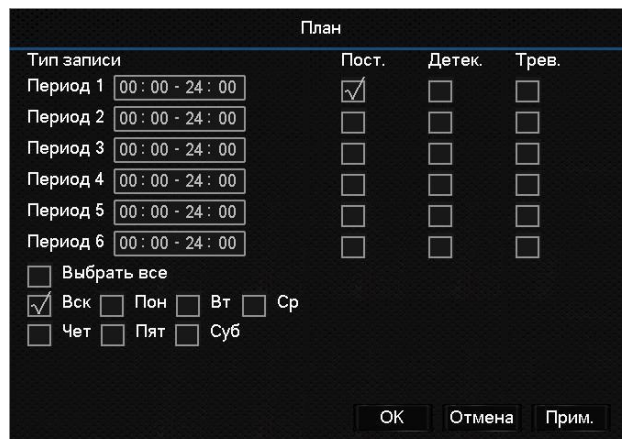 План
Тип записи Пост. Детек. Трев.
Период 1 00:00 - 24:00
Период 2 00:00 - 24:00
Период 3 00:00 - 24:00
Период 4 00:00 - 24:00
Период 5 00:00 - 24:00
Период 6 00:00 - 24:00
Выбрать все
Вск Пон Вт Ср
Чет Пят Суб
OK Отмена Прим.